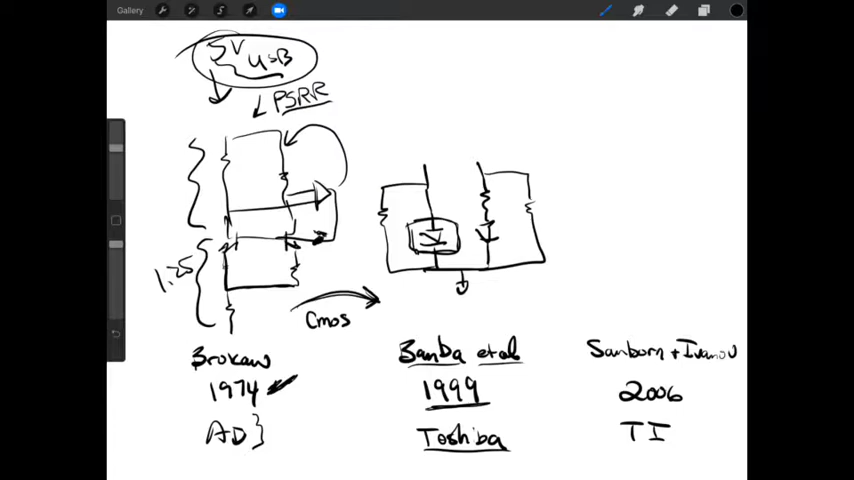 Gallery
5V USB
PSRR
1.25
Cmos
Brokaw
1974
AD
Banba et al
1999
Toshiba
Sanborn + Ivanov
2006
TI